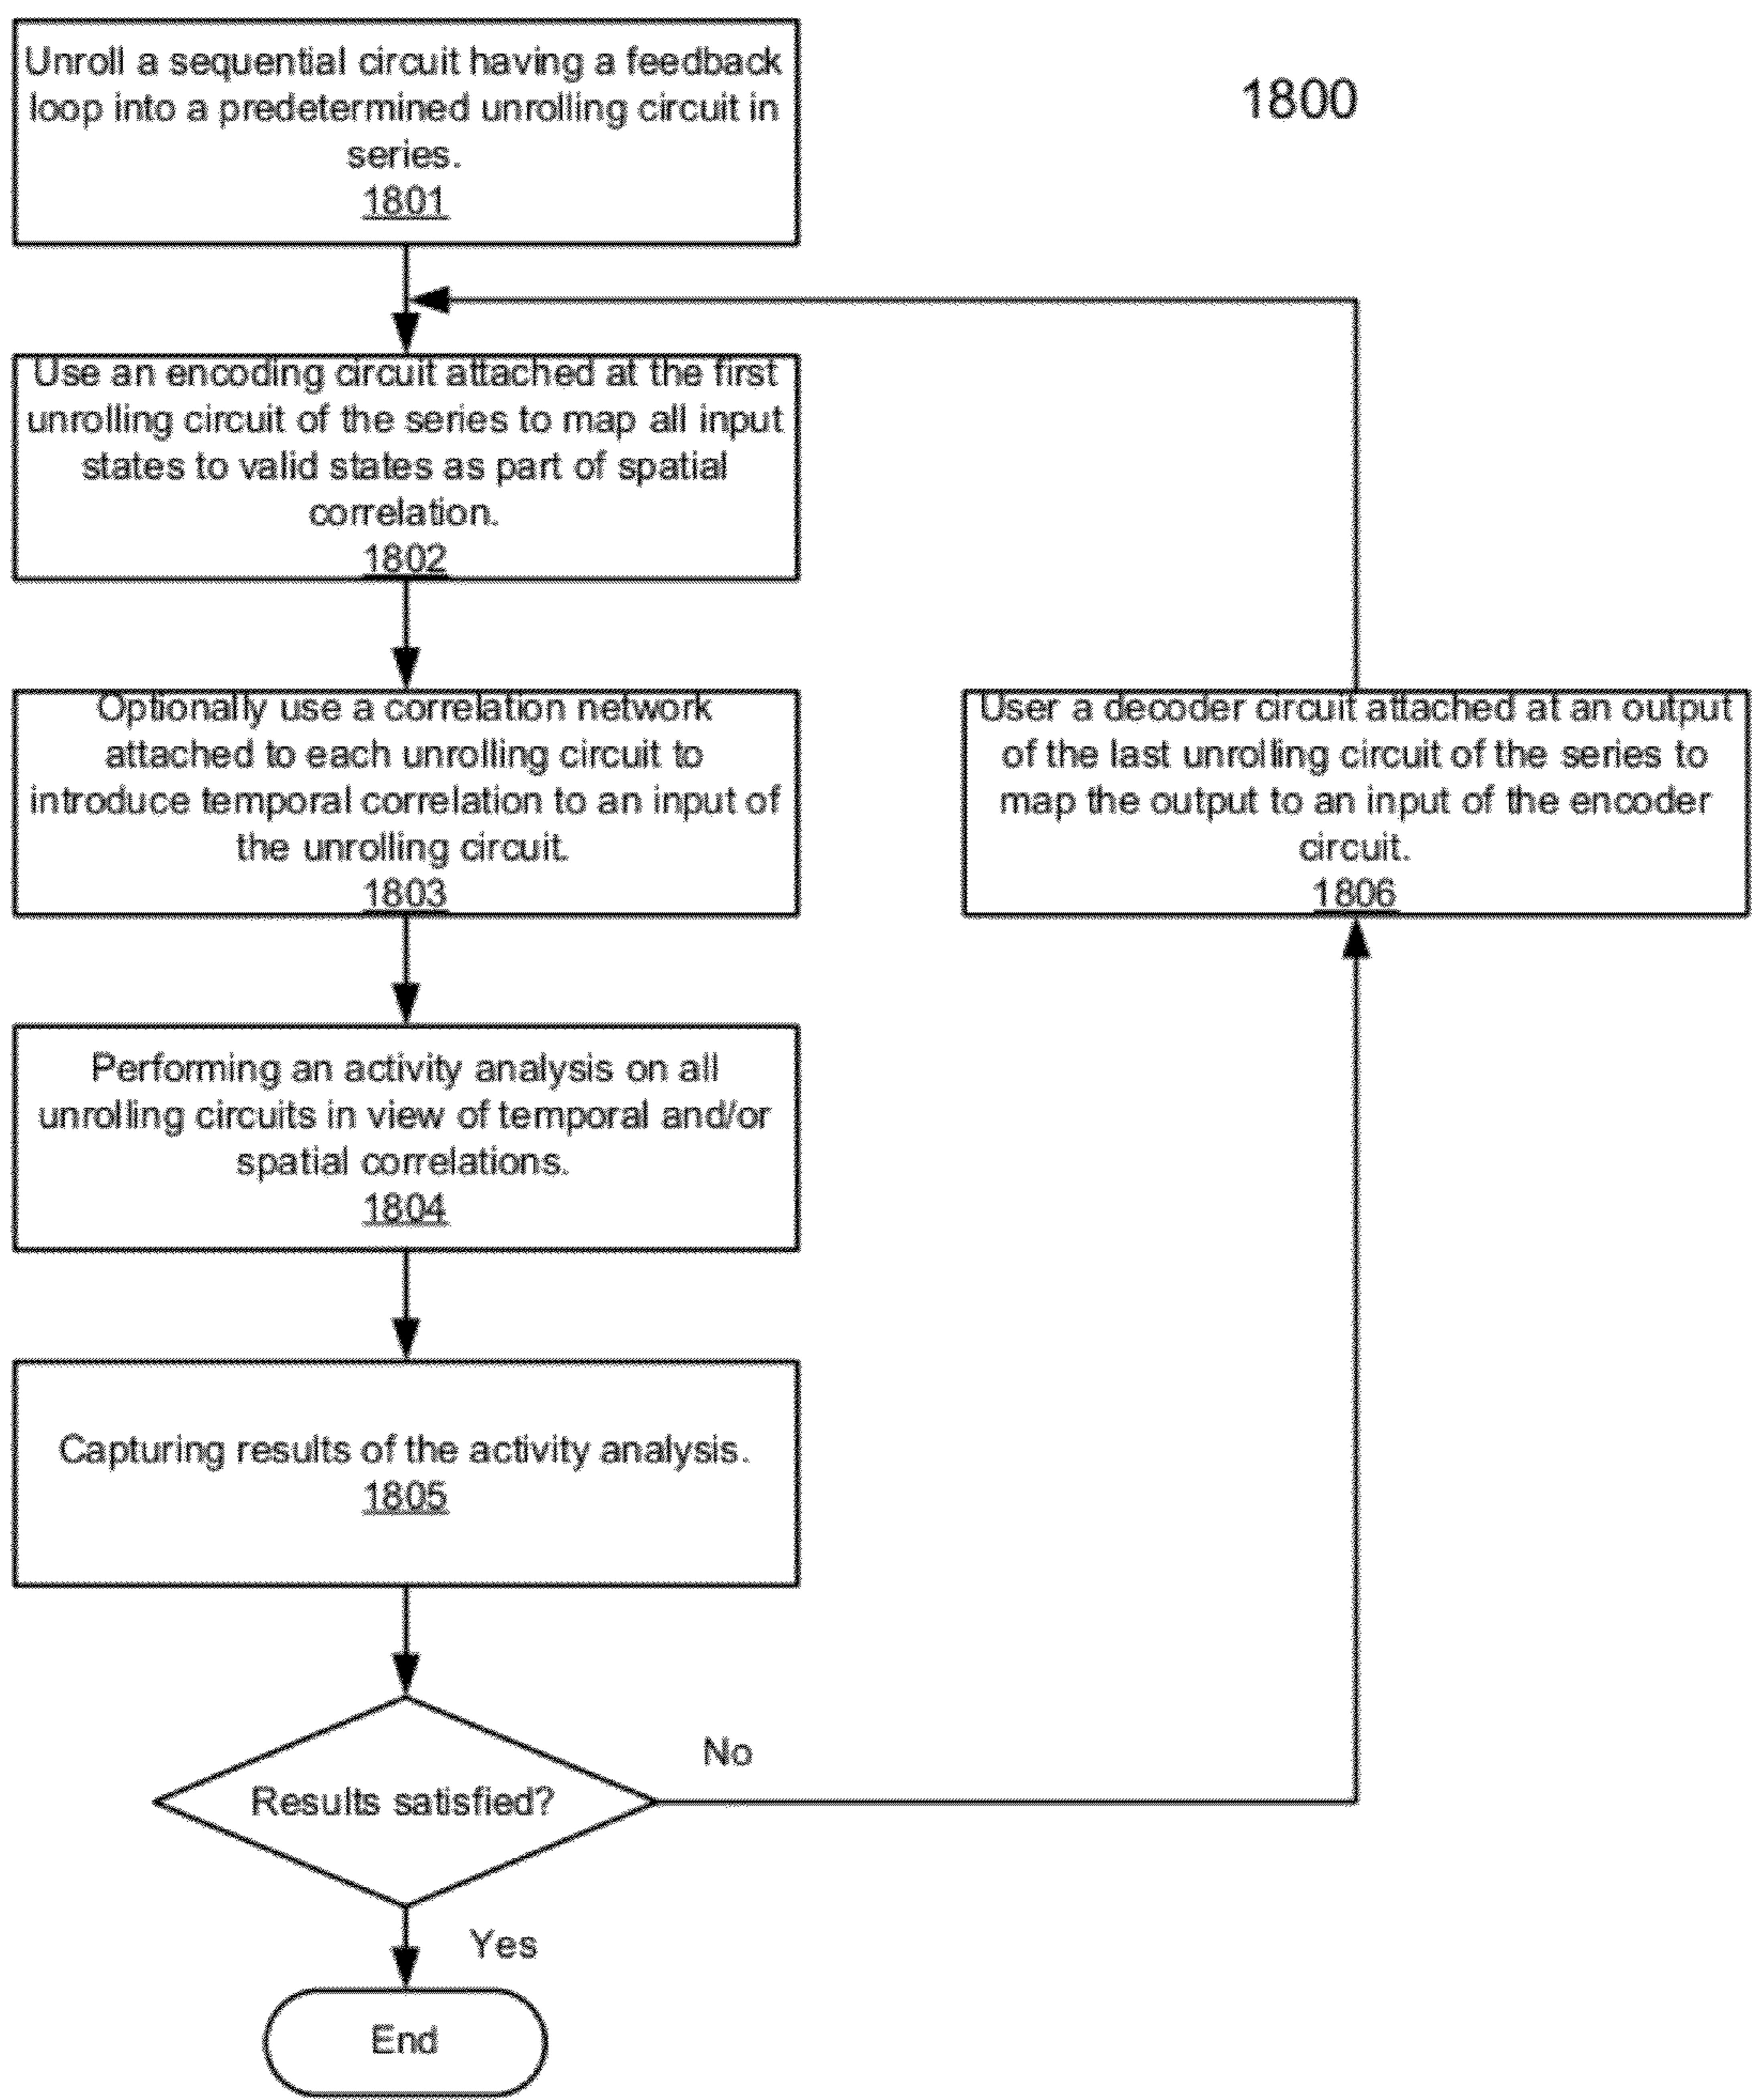 Unroll a sequential circuit having a feedback
loop into a predetermined unrolling circuit in
series.
1801
1800
Use an encoding circuit attached at the first
unrolling circuit of the series to map all input
states to valid states as part of spatial
correlation.
1802
Optionally use a correlation network
attached to each unrolling circuit to
introduce temporal correlation to an input of
the unrolling circuit.
1803
User a decoder circuit attached at an output
of the last unrolling circuit of the series to
map the output to an input of the encoder
circuit.
1806
Performing an activity analysis on all
unrolling circuits in view of temporal and/or
spatial correlations.
1804
Capturing results of the activity analysis.
1805
Results satisfied?
No
Yes
End